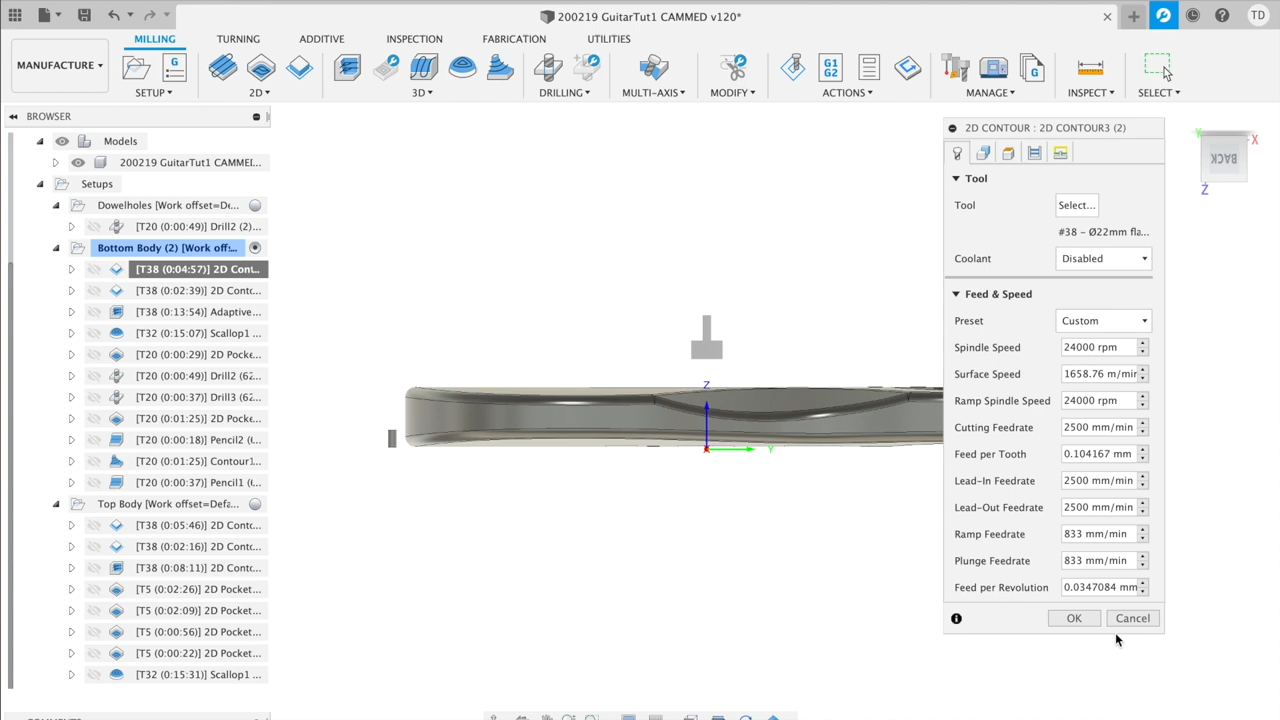 200219 GuitarTut1 CAMMED v120*
TD
MILLING TURNING ADDITIVE INSPECTION FABRICATION UTILITIES
MANUFACTURE
G
G1
G2
G
SETUP 2D 3D DRILLING MULTI-AXIS MODIFY ACTIONS MANAGE INSPECT SELECT
BROWSER
Models
200219 GuitarTut1 CAMMED...
Setups
Dowelholes [Work offset=De...
[T20 (0:00:49)] Drill2 (2)...
Bottom Body (2) [Work off:...
[T38 (0:04:57)] 2D Cont...
[T38 (0:02:39)] 2D Contc...
[T38 (0:13:54)] Adaptive...
[T32 (0:15:07)] Scallop1 ...
[T20 (0:00:29)] 2D Pocke...
[T20 (0:00:49)] Drill2 (62...
[T20 (0:00:37)] Drill3 (62...
[T20 (0:01:25)] 2D Pocke...
[T20 (0:00:18)] Pencil2 (...
[T20 (0:01:25)] Contour1...
[T20 (0:00:37)] Pencil1 (...
Top Body [Work offset=Defa...
[T38 (0:05:46)] 2D Contc...
[T38 (0:02:16)] 2D Contc...
[T38 (0:08:11)] 2D Contc...
[T5 (0:02:26)] 2D Pocket...
[T5 (0:02:09)] 2D Pocket...
[T5 (0:00:56)] 2D Pocket...
[T5 (0:00:22)] 2D Pocket...
[T32 (0:15:31)] Scallop1 ...
Z
Y
2D CONTOUR : 2D CONTOUR3 (2)
Tool
Tool Select...
#38 - Ø22mm fla...
Coolant Disabled
Feed & Speed
Preset Custom
Spindle Speed 24000 rpm
Surface Speed 1658.76 m/min
Ramp Spindle Speed 24000 rpm
Cutting Feedrate 2500 mm/min
Feed per Tooth 0.104167 mm
Lead-In Feedrate 2500 mm/min
Lead-Out Feedrate 2500 mm/min
Ramp Feedrate 833 mm/min
Plunge Feedrate 833 mm/min
Feed per Revolution 0.0347084 mm
OK Cancel
Y
X
BACK
Z